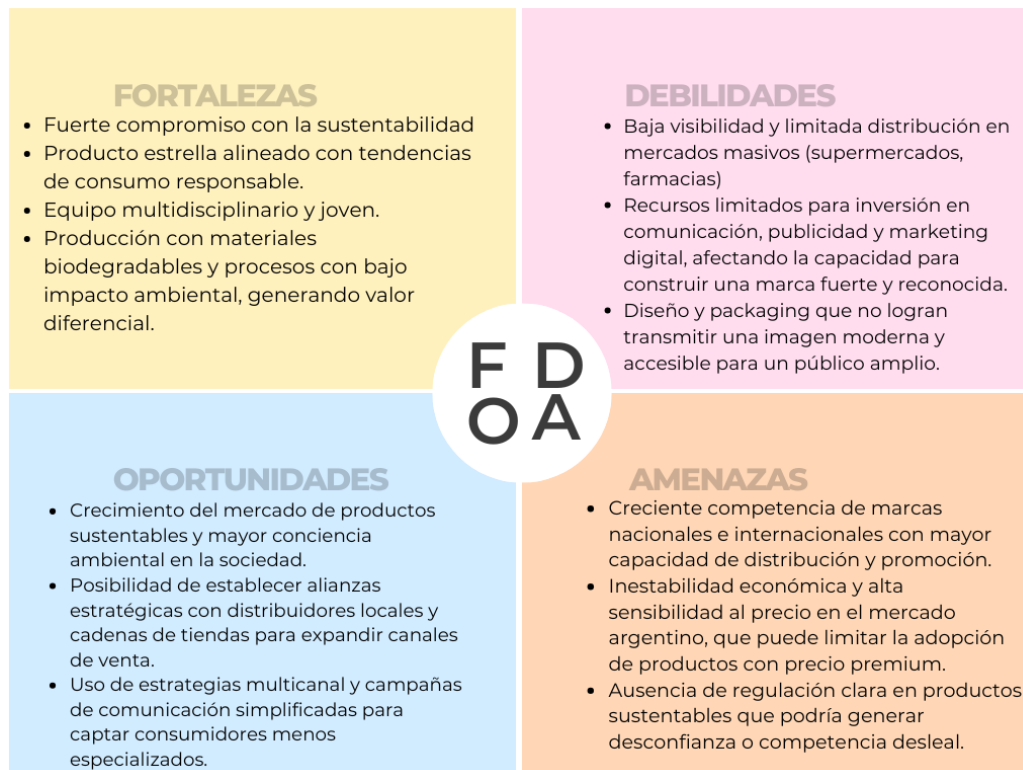 FORTALEZAS
• Fuerte compromiso con la sustentabilidad
• Producto estrella alineado con tendencias
de consumo responsable.
• Equipo multidisciplinario y joven.
• Producción con materiales
biodegradables y procesos con bajo
impacto ambiental, generando valor
diferencial.
DEBILIDADES
• Baja visibilidad y limitada distribución en
mercados masivos (supermercados,
farmacias)
• Recursos limitados para inversión en
comunicación, publicidad y marketing
digital, afectando la capacidad para
construir una marca fuerte y reconocida.
• Diseño y packaging que no logran
transmitir una imagen moderna y
accesible para un público amplio.
F D
O A
OPORTUNIDADES
• Crecimiento del mercado de productos
sustentables y mayor conciencia
ambiental en la sociedad.
• Posibilidad de establecer alianzas
estratégicas con distribuidores locales y
cadenas de tiendas para expandir canales
de venta.
• Uso de estrategias multicanal y campañas
de comunicación simplificadas para
captar consumidores menos
especializados.
AMENAZAS
• Creciente competencia de marcas
nacionales e internacionales con mayor
capacidad de distribución y promoción.
• Inestabilidad económica y alta
sensibilidad al precio en el mercado
argentino, que puede limitar la adopción
de productos con precio premium.
• Ausencia de regulación clara en productos
sustentables que podría generar
desconfianza o competencia desleal.